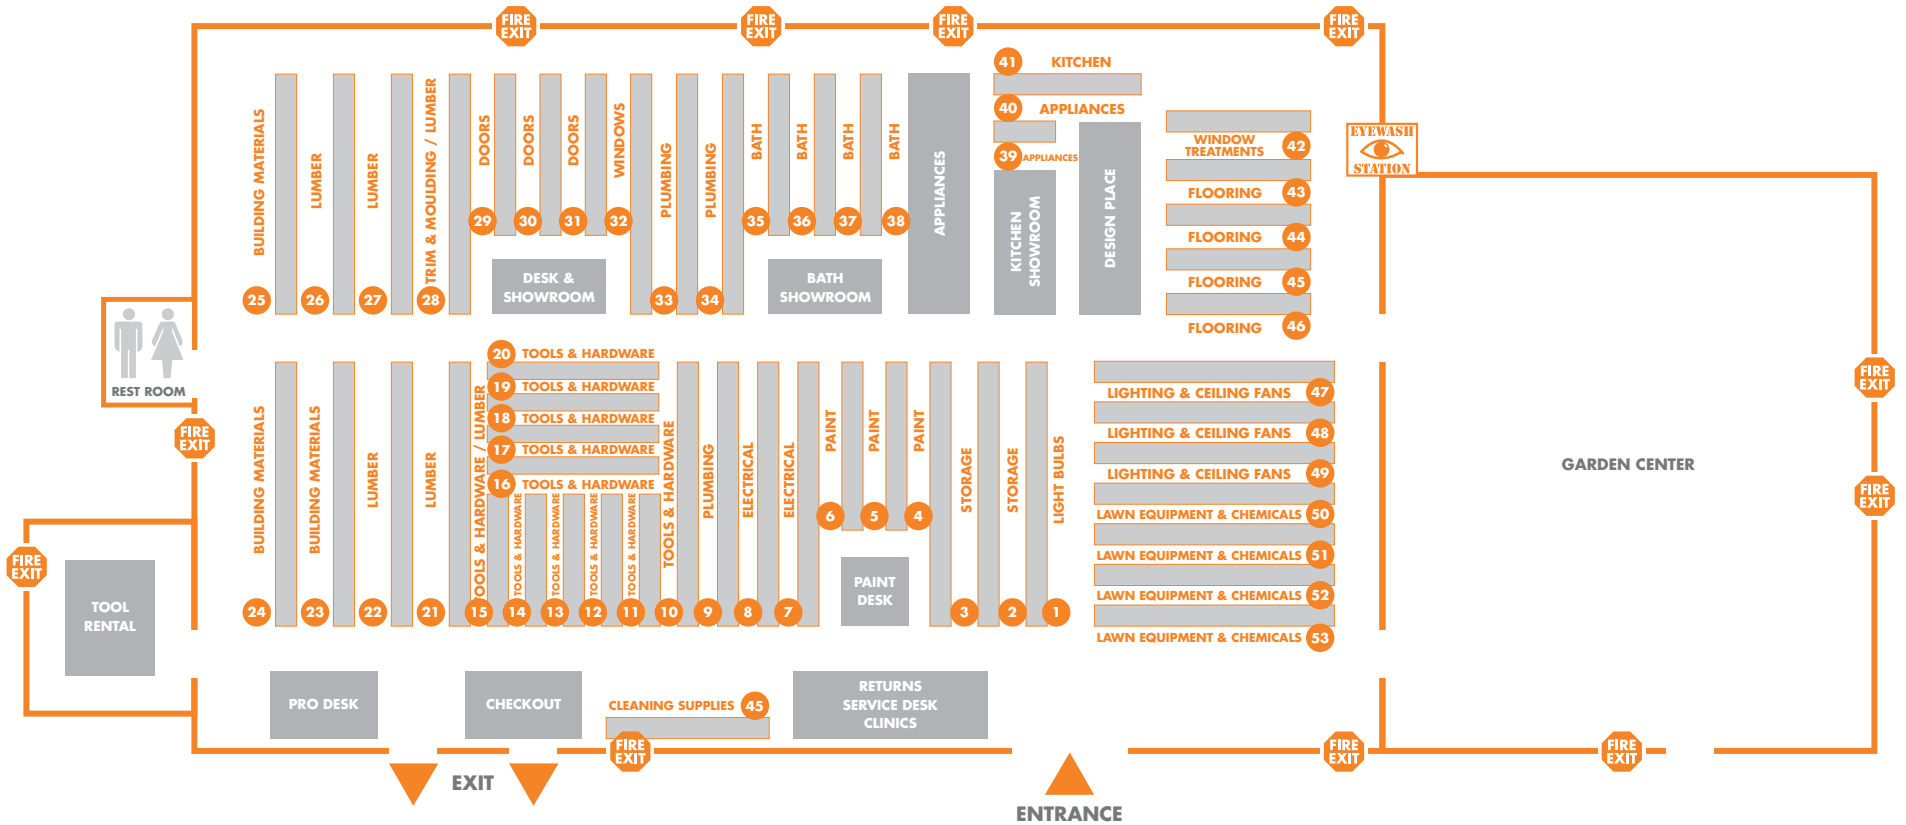 FIRE
EXIT
FIRE
EXIT
FIRE
EXIT
FIRE
EXIT
BUILDING MATERIALS
25
LUMBER
26
LUMBER
27
TRIM & MOULDING / LUMBER
28
DOORS
29
DOORS
30
DOORS
31
WINDOWS
32
PLUMBING
33
PLUMBING
34
BATH
35
BATH
36
BATH
37
BATH
38
DESK &
SHOWROOM
BATH
SHOWROOM
APPLIANCES
41 KITCHEN
40 APPLIANCES
39 APPLIANCES
KITCHEN
SHOWROOM
DESIGN PLACE
WINDOW
TREATMENTS 42
FLOORING 43
FLOORING 44
FLOORING 45
FLOORING 46
EYEWASH
STATION
REST ROOM
FIRE
EXIT
BUILDING MATERIALS
24
BUILDING MATERIALS
23
LUMBER
22
LUMBER
21
TOOLS & HARDWARE / LUMBER
15
20 TOOLS & HARDWARE
19 TOOLS & HARDWARE
18 TOOLS & HARDWARE
17 TOOLS & HARDWARE
16 TOOLS & HARDWARE
TOOLS & HARDWARE
14
TOOLS & HARDWARE
13
TOOLS & HARDWARE
12
TOOLS & HARDWARE
11
TOOLS & HARDWARE
10
PLUMBING
9
ELECTRICAL
8
ELECTRICAL
7
PAINT
6
PAINT
5
PAINT
4
PAINT
DESK
STORAGE
3
STORAGE
2
LIGHT BULBS
1
LIGHTING & CEILING FANS 47
LIGHTING & CEILING FANS 48
LIGHTING & CEILING FANS 49
LAWN EQUIPMENT & CHEMICALS 50
LAWN EQUIPMENT & CHEMICALS 51
LAWN EQUIPMENT & CHEMICALS 52
LAWN EQUIPMENT & CHEMICALS 53
GARDEN CENTER
FIRE
EXIT
FIRE
EXIT
FIRE
EXIT
TOOL
RENTAL
PRO DESK
CHECKOUT
CLEANING SUPPLIES 45
RETURNS
SERVICE DESK
CLINICS
FIRE
EXIT
FIRE
EXIT
FIRE
EXIT
EXIT
ENTRANCE